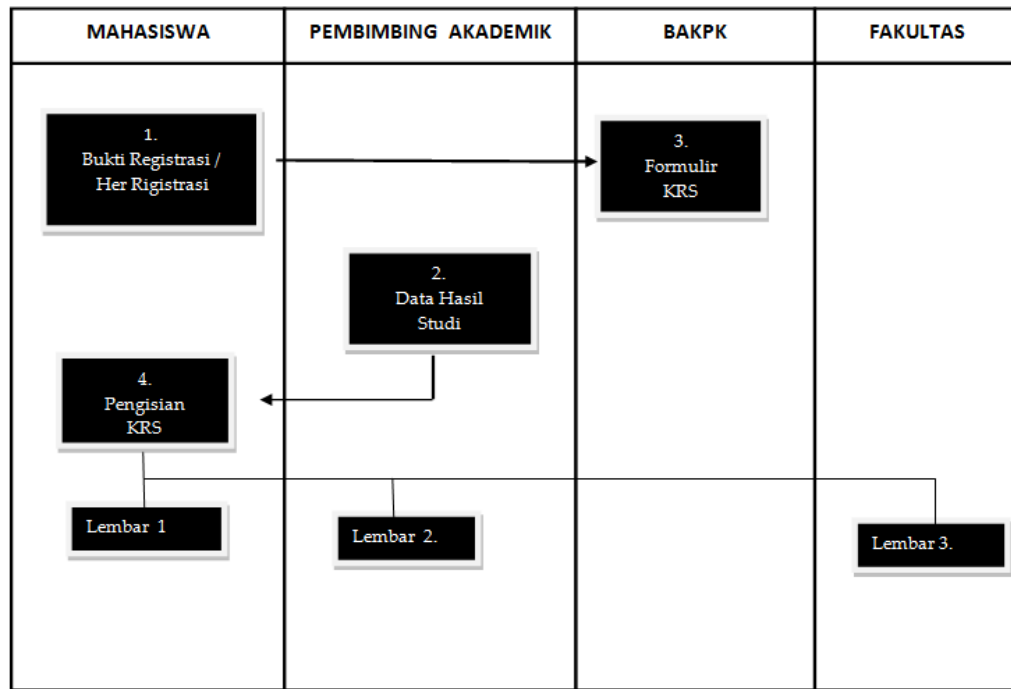 MAHASISWA
PEMBIMBING AKADEMIK
BAKPK
FAKULTAS
1.
Bukti Registrasi /
Her Rigistrasi
3.
Formulir
KRS
2.
Data Hasil
Studi
4.
Pengisian
KRS
Lembar 1
Lembar 2.
Lembar 3.